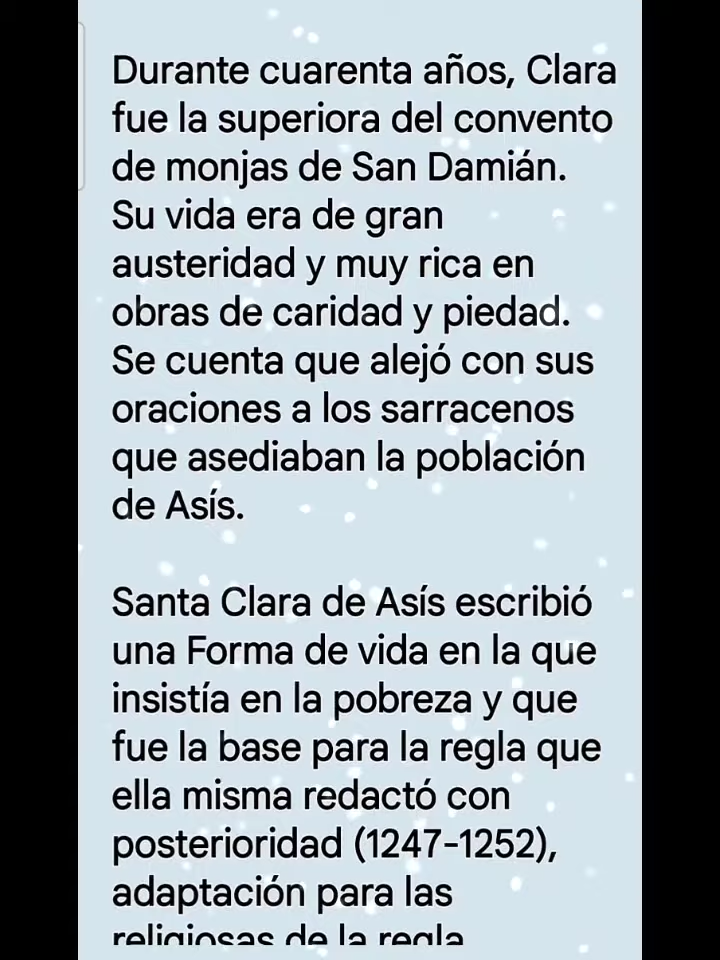 Durante cuarenta años, Clara
fue la superiora del convento
de monjas de San Damián.
Su vida era de gran
austeridad y muy rica en
obras de caridad y piedad.
Se cuenta que alejó con sus
oraciones a los sarracenos
que asediaban la población
de Asís.
Santa Clara de Asís escribió
una Forma de vida en la que
insistía en la pobreza y que
fue la base para la regla que
ella misma redactó con
posterioridad (1247-1252),
adaptación para las
religiosas de la regla